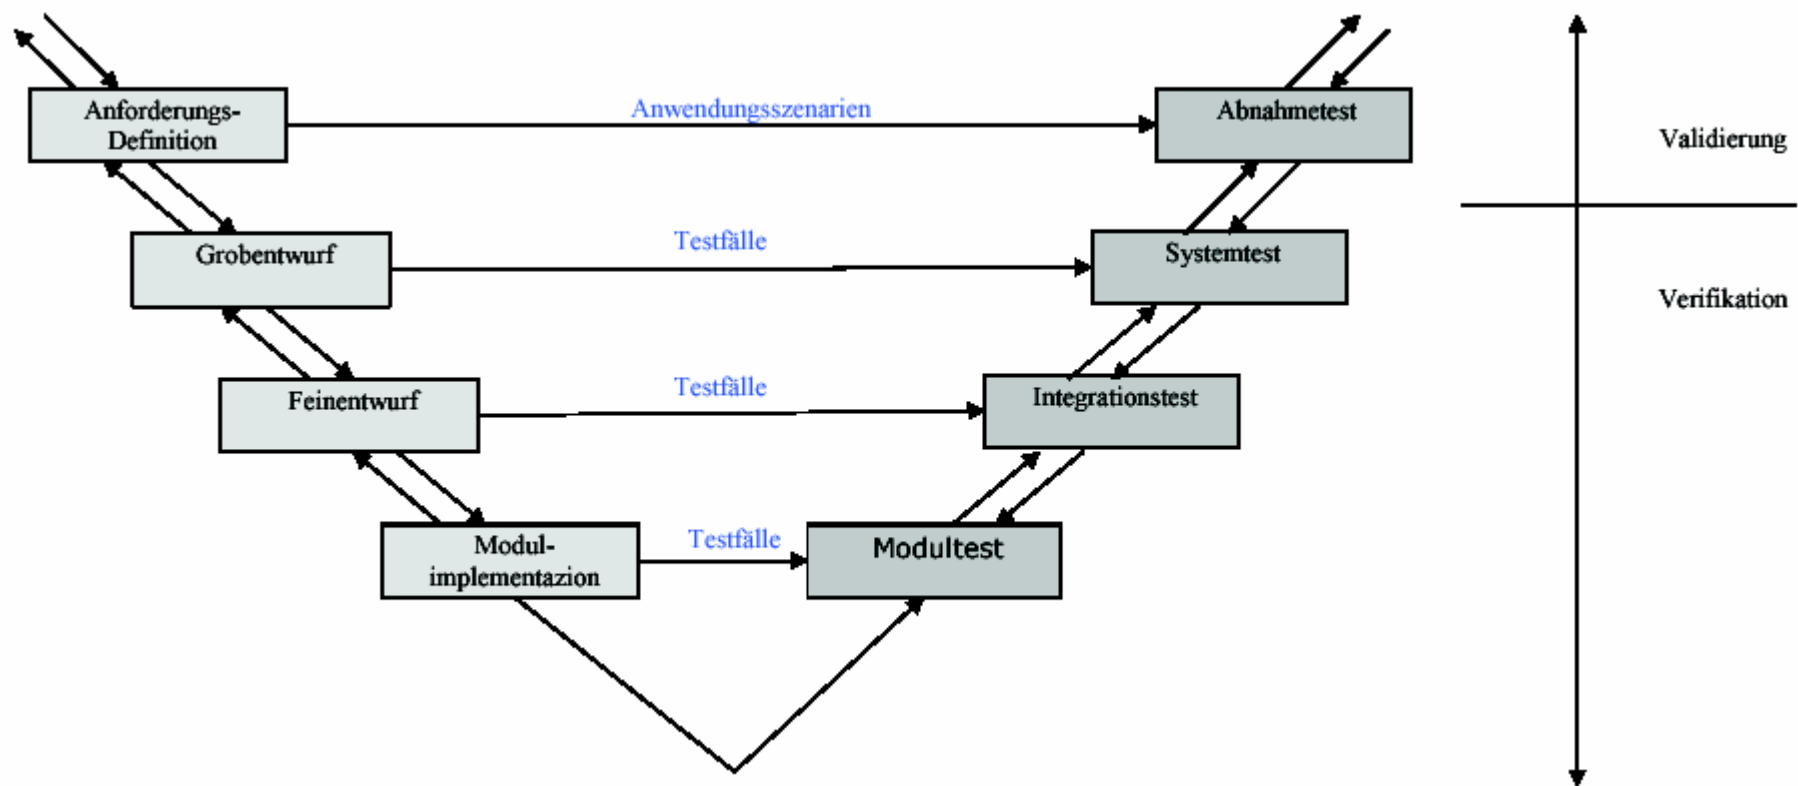 Anforderungs-
Definition
Anwendungsszenarien
Abnahmetest
Validierung
Grobentwurf
Testfälle
Systemtest
Verifikation
Feinentwurf
Testfälle
Integrationstest
Modul-
implementazion
Testfälle
Modultest